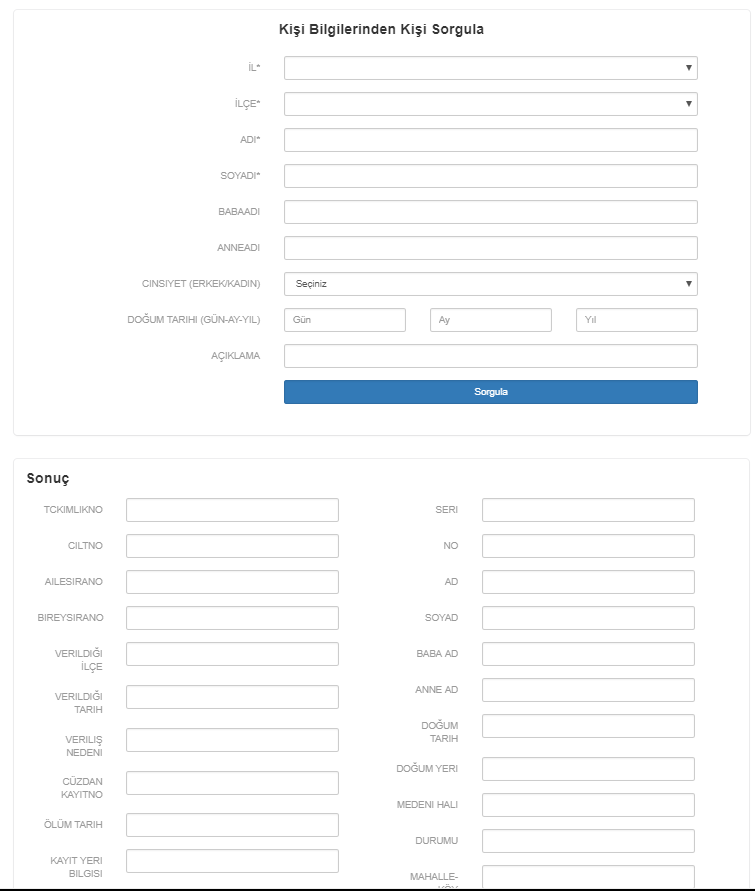 Kişi Bilgilerinden Kişi Sorgula
İL*
İLÇE*
ADI*
SOYADI*
BABAADI
ANNEADI
CINSIYET (ERKEK/KADIN) Seçiniz
DOĞUM TARIHI (GÜN-AY-YIL) Gün Ay Yıl
AÇIKLAMA
Sorgula
Sonuç
TCKIMLIKNO
CILTNO
AILESIRANO
BIREYSIRANO
VERILDIĞI
İLÇE
VERILDIĞI
TARIH
VERILIŞ
NEDENI
CÜZDAN
KAYITNO
ÖLÜM TARIH
KAYIT YERI
BILGISI
SERI
NO
AD
SOYAD
BABA AD
ANNE AD
DOĞUM
TARIH
DOĞUM YERI
MEDENI HALI
DURUMU
MAHALLE-